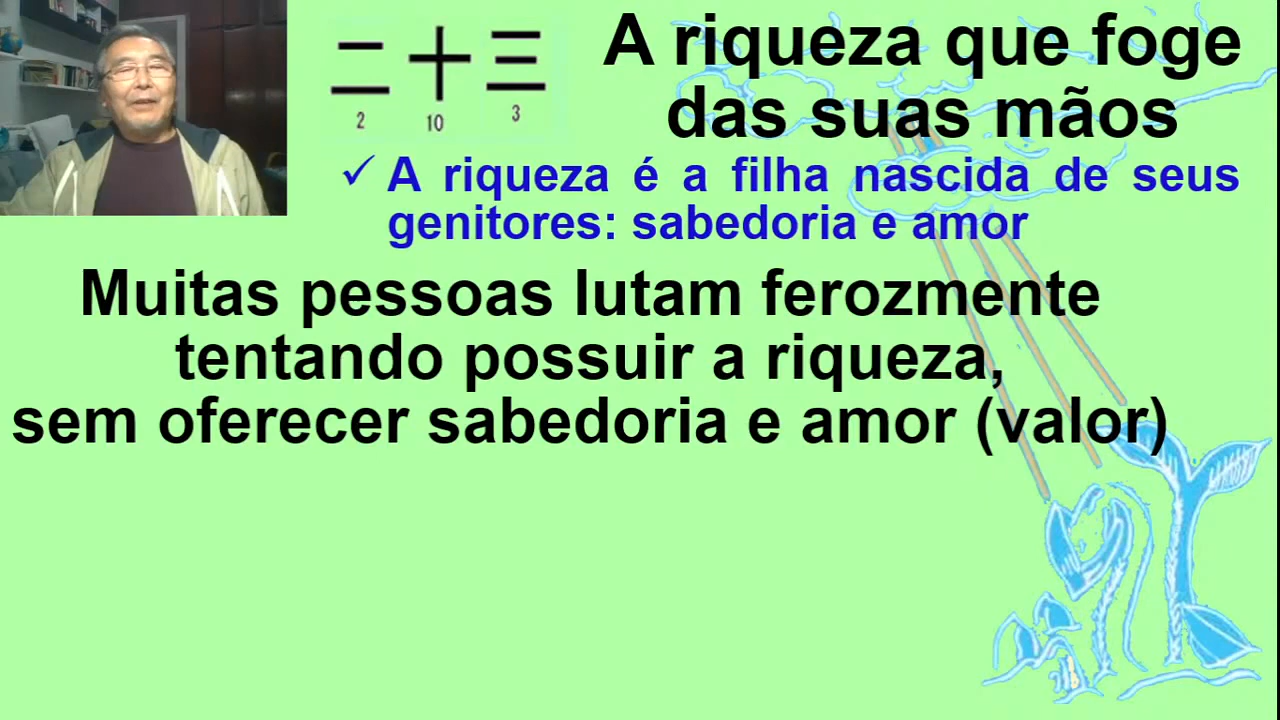 二十三
2 10 3
A riqueza que foge
das suas mãos
✓ A riqueza é a filha nascida de seus
genitores: sabedoria e amor
Muitas pessoas lutam ferozmente
tentando possuir a riqueza,
sem oferecer sabedoria e amor (valor)